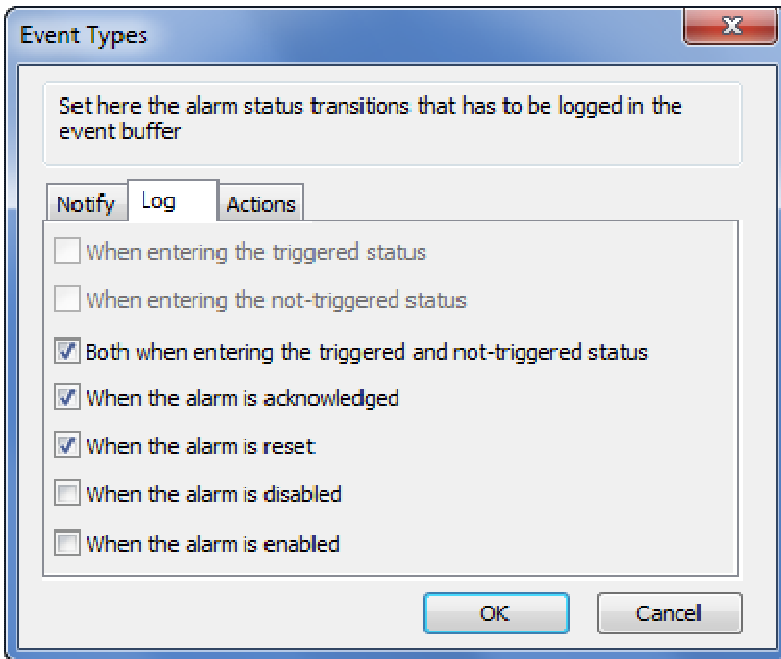 Event Types
Set here the alarm status transitions that has to be logged in the
event buffer
Notify Log Actions
When entering the triggered status
When entering the not-triggered status
Both when entering the triggered and not-triggered status
When the alarm is acknowledged
When the alarm is reset
When the alarm is disabled
When the alarm is enabled
OK Cancel